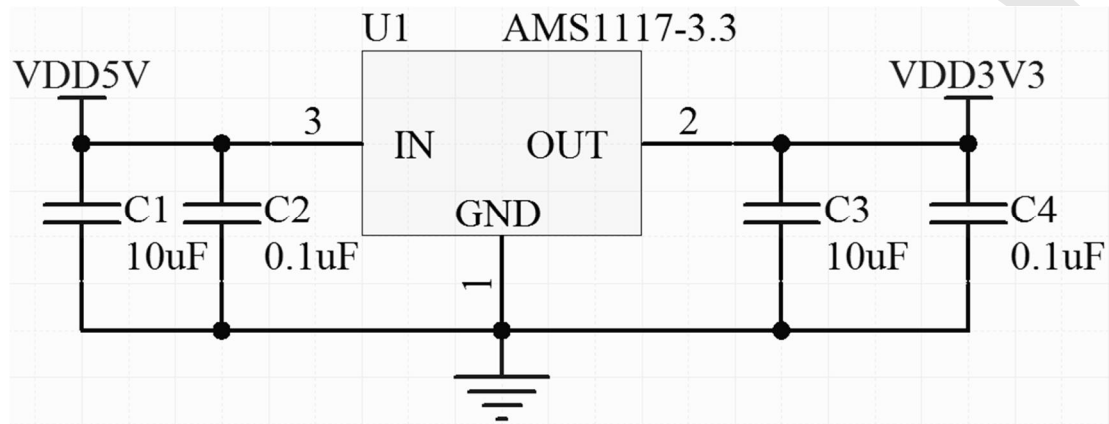 U1 AMS1117-3.3
VDD5V VDD3V3
3 2
IN OUT
C1 C2 GND C3 C4
10uF 0.1uF 10uF 0.1uF
1